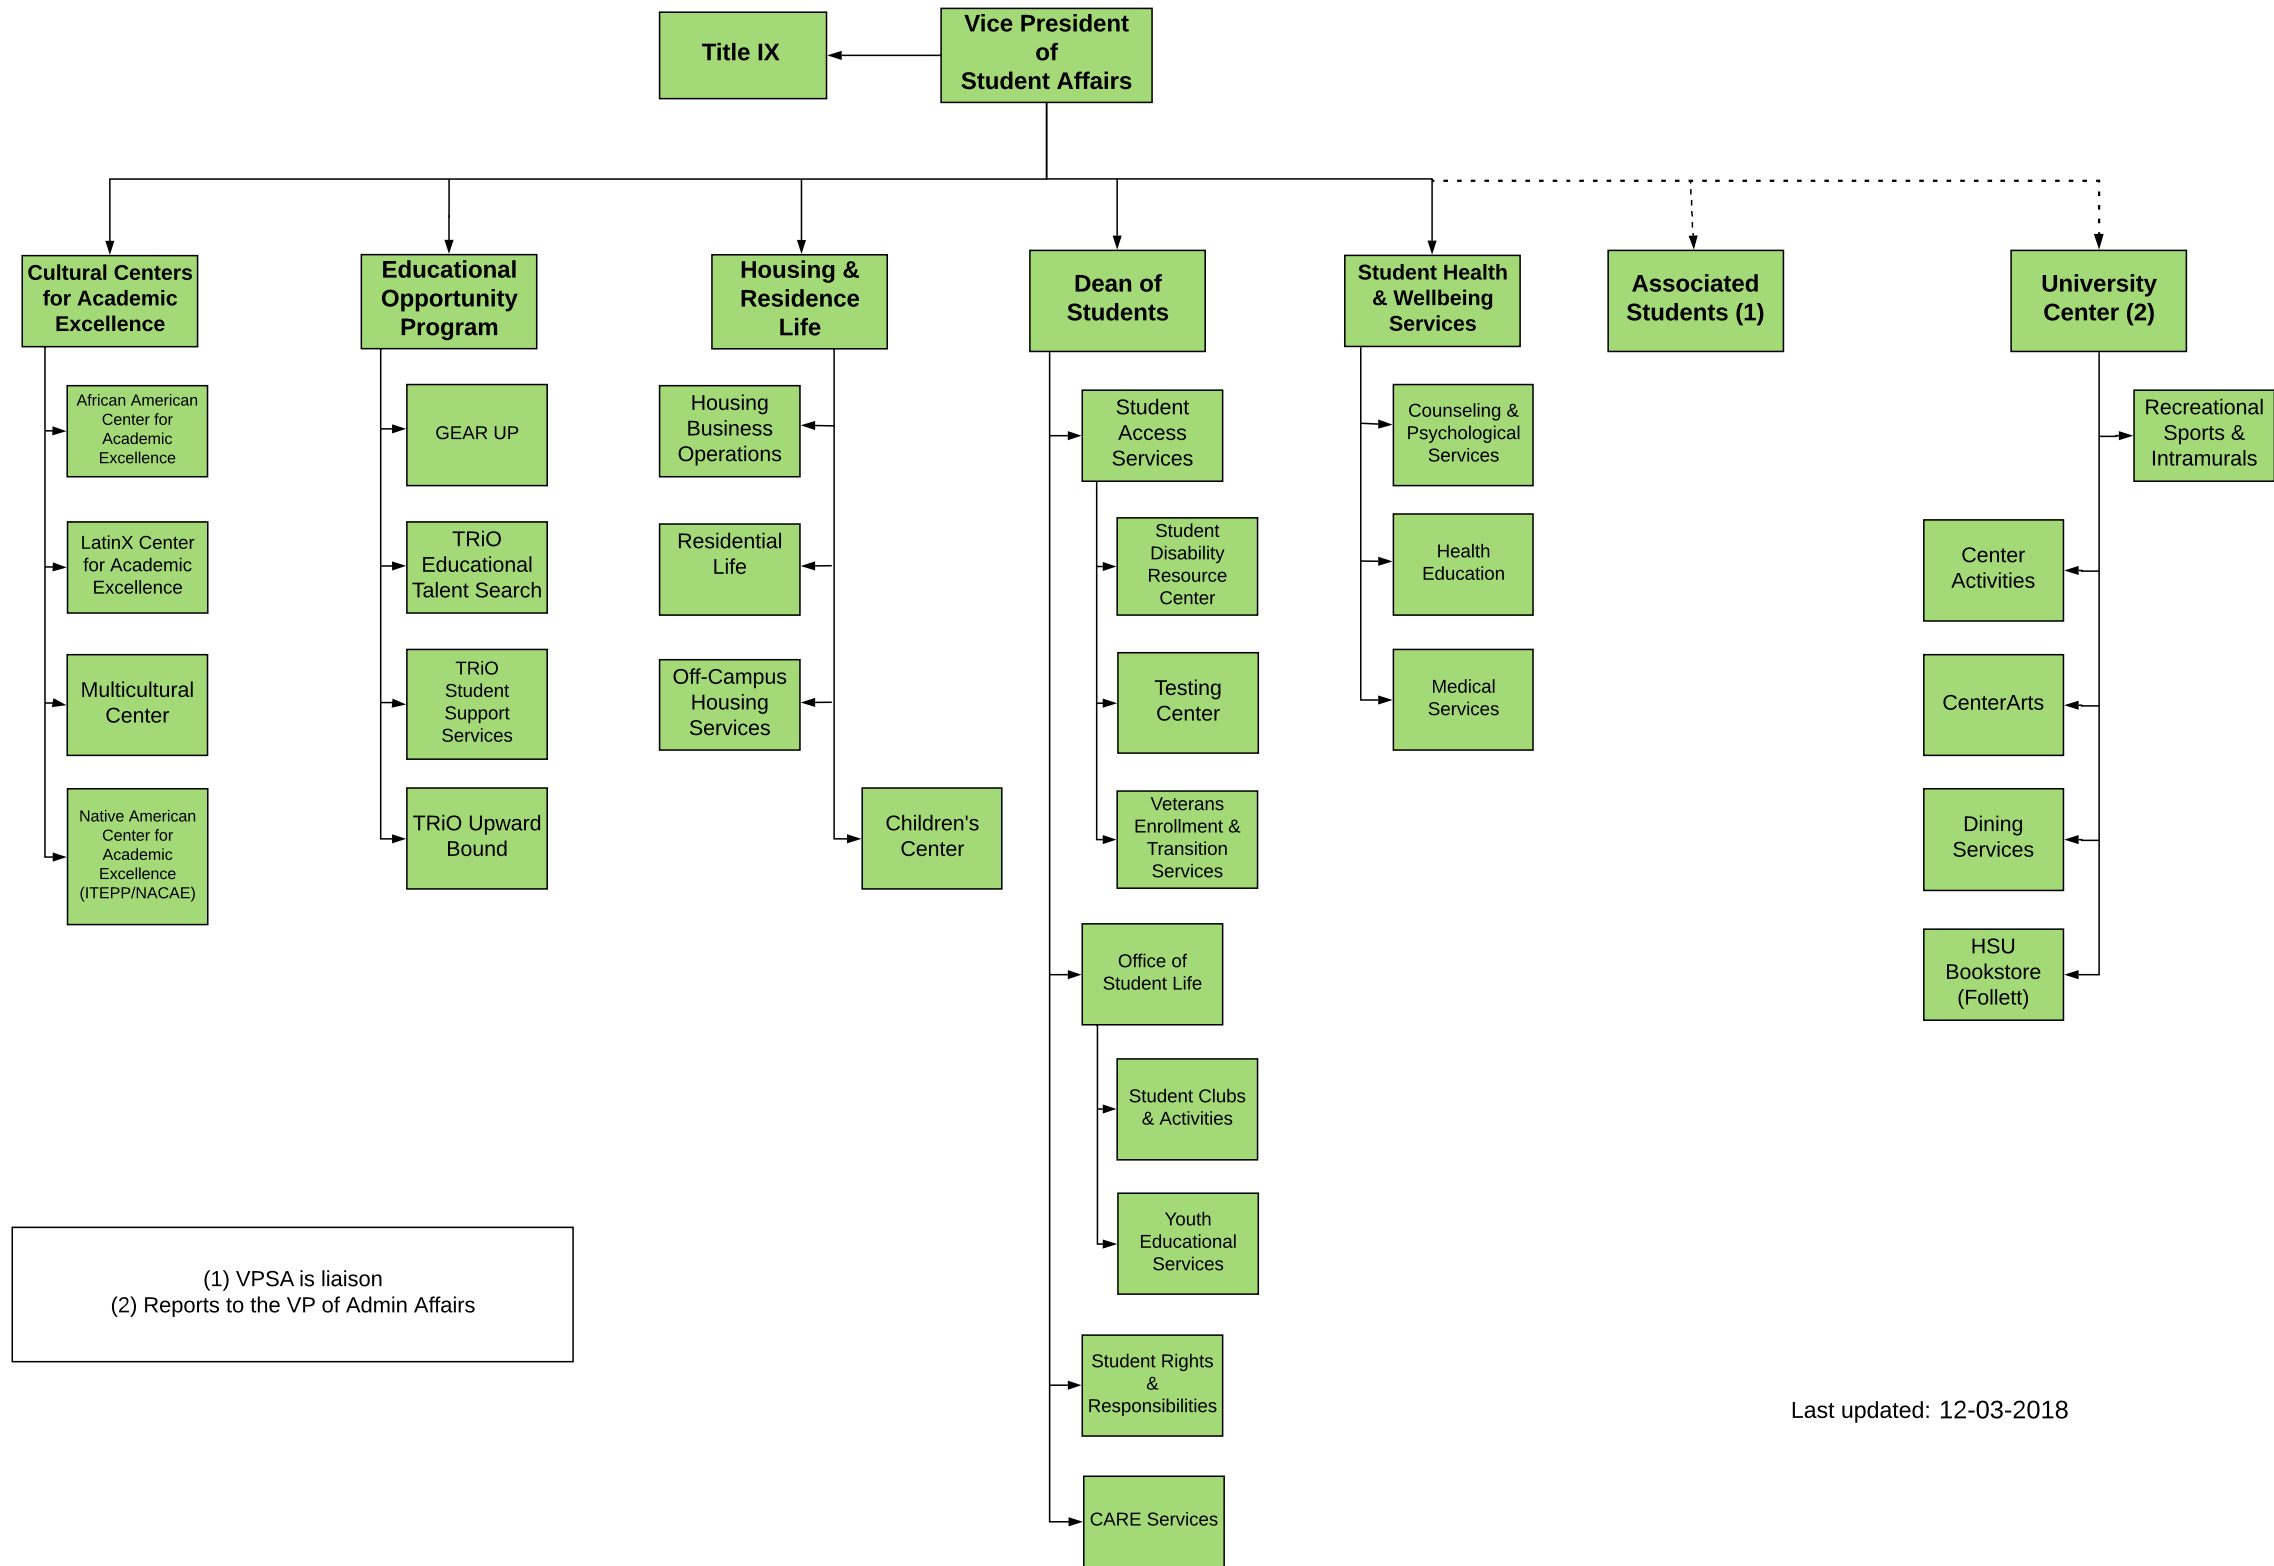 Title IX
Vice President
of
Student Affairs
Cultural Centers
for Academic
Excellence
African American
Center for
Academic
Excellence
LatinX Center
for Academic
Excellence
Multicultural
Center
Native American
Center for
Academic
Excellence
(ITEPP/NACAE)
Educational
Opportunity
Program
GEAR UP
TRiO
Educational
Talent Search
TRiO
Student
Support
Services
TRiO Upward
Bound
Housing &
Residence
Life
Housing
Business
Operations
Residential
Life
Off-Campus
Housing
Services
Children's
Center
Dean of
Students
Student
Access
Services
Student
Disability
Resource
Center
Testing
Center
Veterans
Enrollment &
Transition
Services
Office of
Student Life
Student Clubs
& Activities
Youth
Educational
Services
Student Rights
&
Responsibilities
CARE Services
Student Health
& Wellbeing
Services
Counseling &
Psychological
Services
Health
Education
Medical
Services
Associated
Students (1)
University
Center (2)
Recreational
Sports &
Intramurals
Center
Activities
CenterArts
Dining
Services
HSU
Bookstore
(Follett)
(1) VPSA is liaison
(2) Reports to the VP of Admin Affairs
Last updated: 12-03-2018